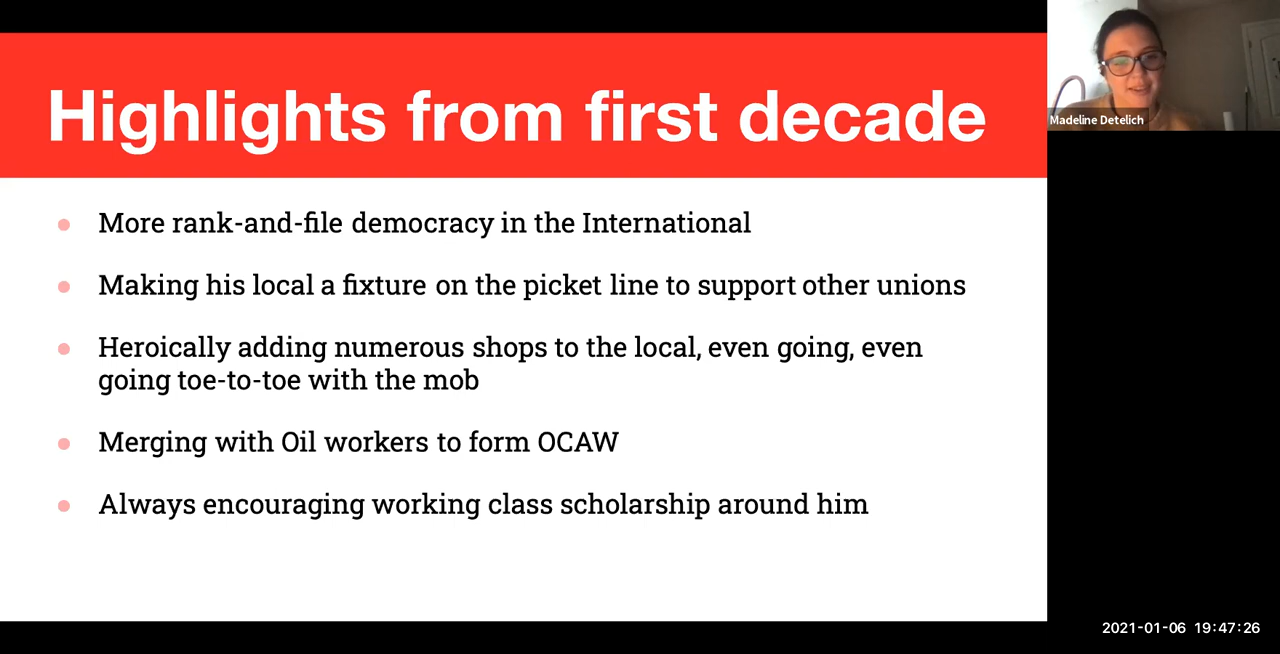 Highlights from first decade
Madeline Detelich
More rank-and-file democracy in the International
Making his local a fixture on the picket line to support other unions
Heroically adding numerous shops to the local, even going, even
going toe-to-toe with the mob
Merging with Oil workers to form OCAW
Always encouraging working class scholarship around him
2021-01-06 19:47:26